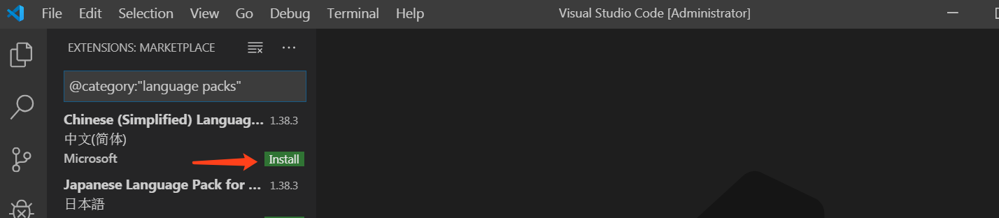 File Edit Selection View Go Debug Terminal Help Visual Studio Code [Administrator]
EXTENSIONS: MARKETPLACE
@category:"language packs"
Chinese (Simplified) Languag... 1.38.3
中文(简体)
Microsoft Install
Japanese Language Pack for ... 1.38.3
日本語